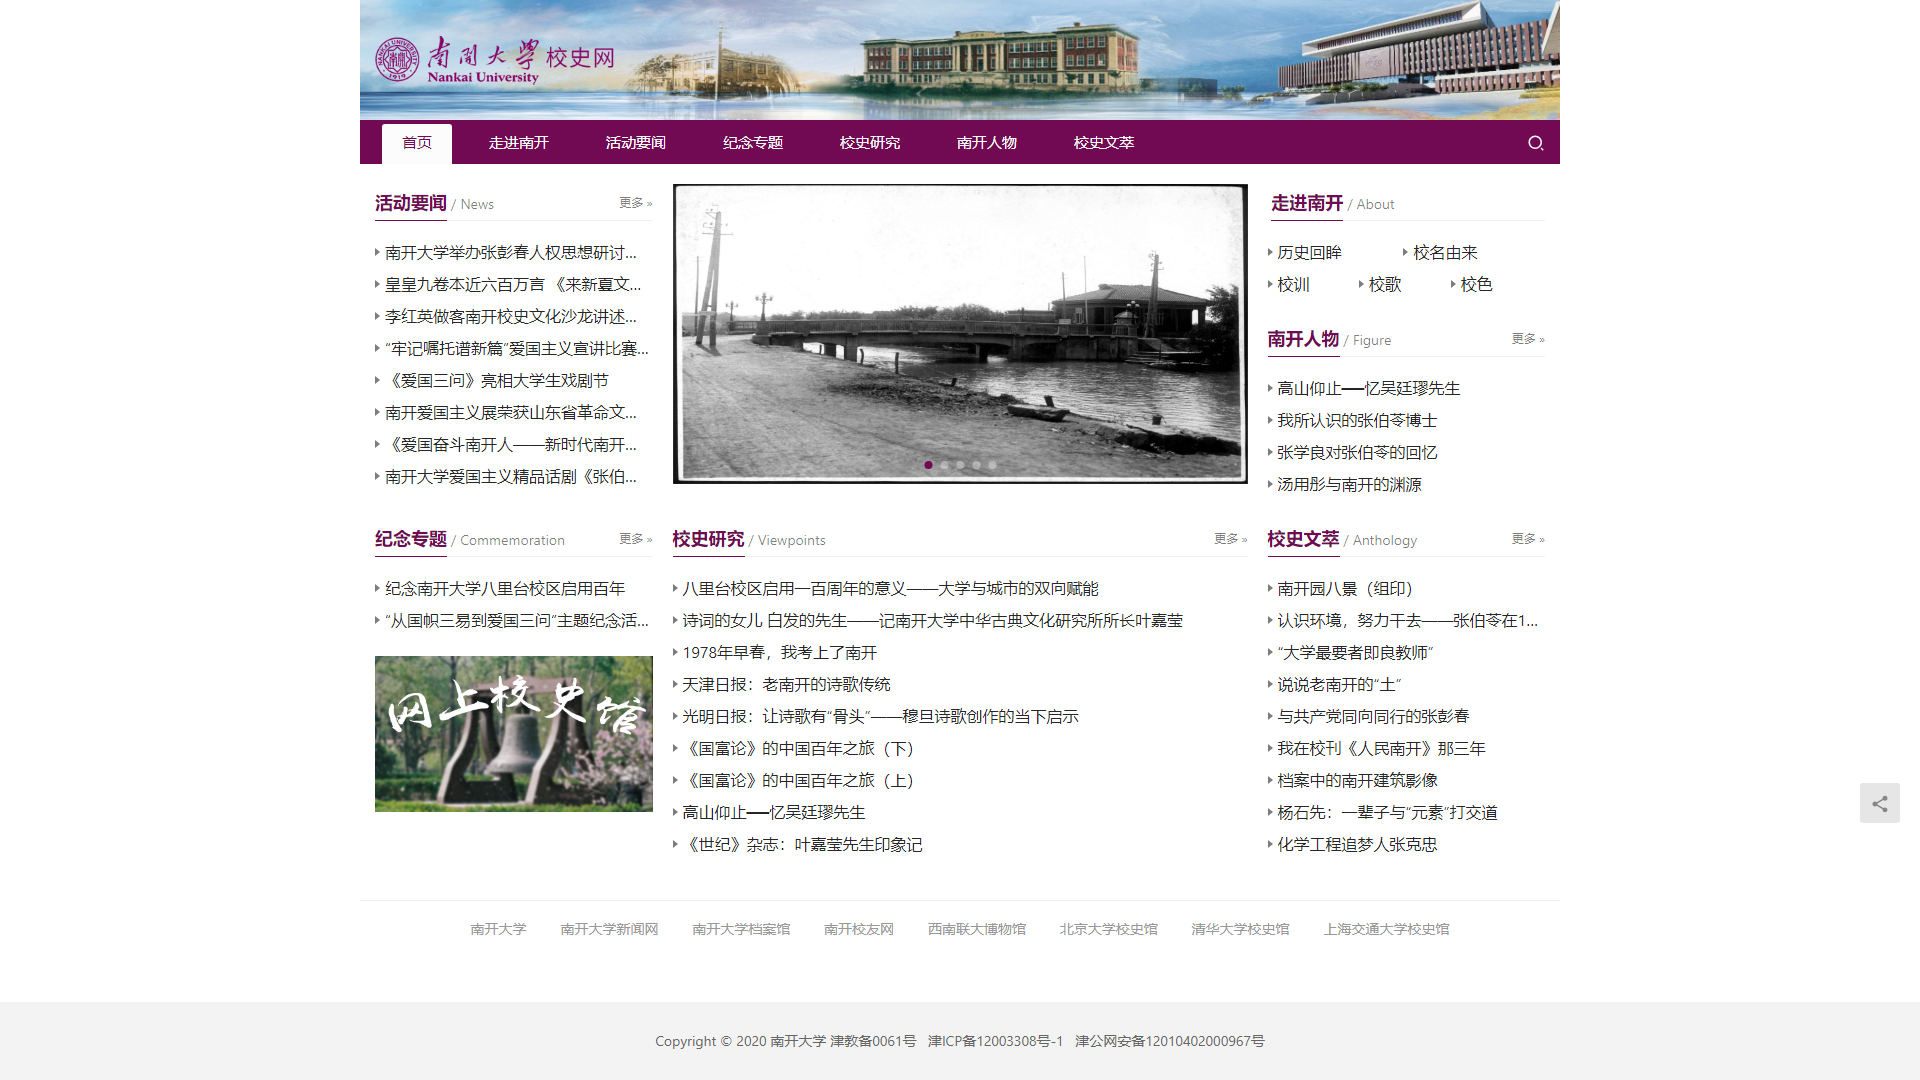 南開大學 校史网
Nankai University
首页 走进南开 活动要闻 纪念专题 校史研究 南开人物 校史文萃
活动要闻 / News 更多 »
南开大学举办张彭春人权思想研讨...
皇皇九卷本近六百万言 《来新夏文...
李红英做客南开校史文化沙龙讲述...
“牢记嘱托谱新篇”爱国主义宣讲比赛...
《爱国三问》亮相大学生戏剧节
南开爱国主义展荣获山东省革命文...
《爱国奋斗南开人——新时代南开...
南开大学爱国主义精品话剧《张伯...
走进南开 / About
历史回眸 校名由来
校训 校歌 校色
南开人物 / Figure 更多 »
高山仰止──忆吴廷璆先生
我所认识的张伯苓博士
张学良对张伯苓的回忆
汤用彤与南开的渊源
纪念专题 / Commemoration 更多 »
纪念南开大学八里台校区启用百年
“从国帜三易到爱国三问”主题纪念活...
网上校史馆
校史研究 / Viewpoints 更多 »
八里台校区启用一百周年的意义——大学与城市的双向赋能
诗词的女儿 白发的先生——记南开大学中华古典文化研究所所长叶嘉莹
1978年早春，我考上了南开
天津日报：老南开的诗歌传统
光明日报：让诗歌有“骨头”——穆旦诗歌创作的当下启示
《国富论》的中国百年之旅（下）
《国富论》的中国百年之旅（上）
高山仰止──忆吴廷璆先生
《世纪》杂志：叶嘉莹先生印象记
校史文萃 / Anthology 更多 »
南开园八景（组印）
认识环境，努力干去——张伯苓在1...
“大学最要者即良教师”
说说老南开的“土”
与共产党同向同行的张彭春
我在校刊《人民南开》那三年
档案中的南开建筑影像
杨石先：一辈子与“元素”打交道
化学工程追梦人张克忠
南开大学 南开大学新闻网 南开大学档案馆 南开校友网 西南联大博物馆 北京大学校史馆 清华大学校史馆 上海交通大学校史馆
Copyright © 2020 南开大学 津教备0061号 津ICP备12003308号-1 津公网安备12010402000967号